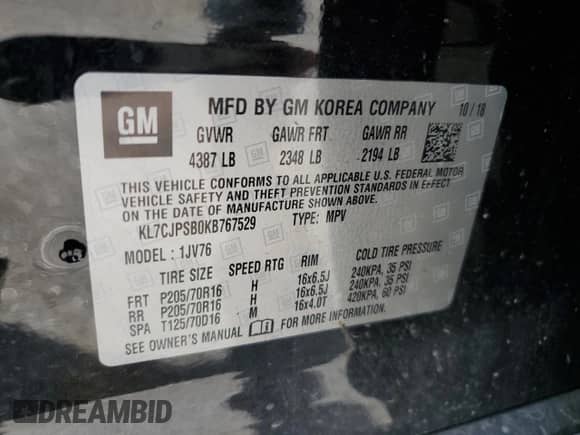 GM
MFD BY GM KOREA COMPANY 10/18
GVWR GAWR FRT GAWR RR
4387 LB 2348 LB 2194 LB
THIS VEHICLE CONFORMS TO ALL APPLICABLE U.S. FEDERAL MOTOR
VEHICLE SAFETY AND THEFT PREVENTION STANDARDS IN EFFECT
ON THE DATE OF MANUFACTURE SHOWN ABOVE.
KL7CJPSB0KB767529 TYPE: MPV
MODEL: 1JV76
TIRE SIZE SPEED RTG RIM COLD TIRE PRESSURE
FRT P205/70R16 H 16x6.5J 240KPA, 35 PSI
RR P205/70R16 H 16x6.5J 240KPA, 35 PSI
SPA T125/70D16 M 16x4.0T 420KPA, 60 PSI
SEE OWNER'S MANUAL FOR MORE INFORMATION.
DREAMBID